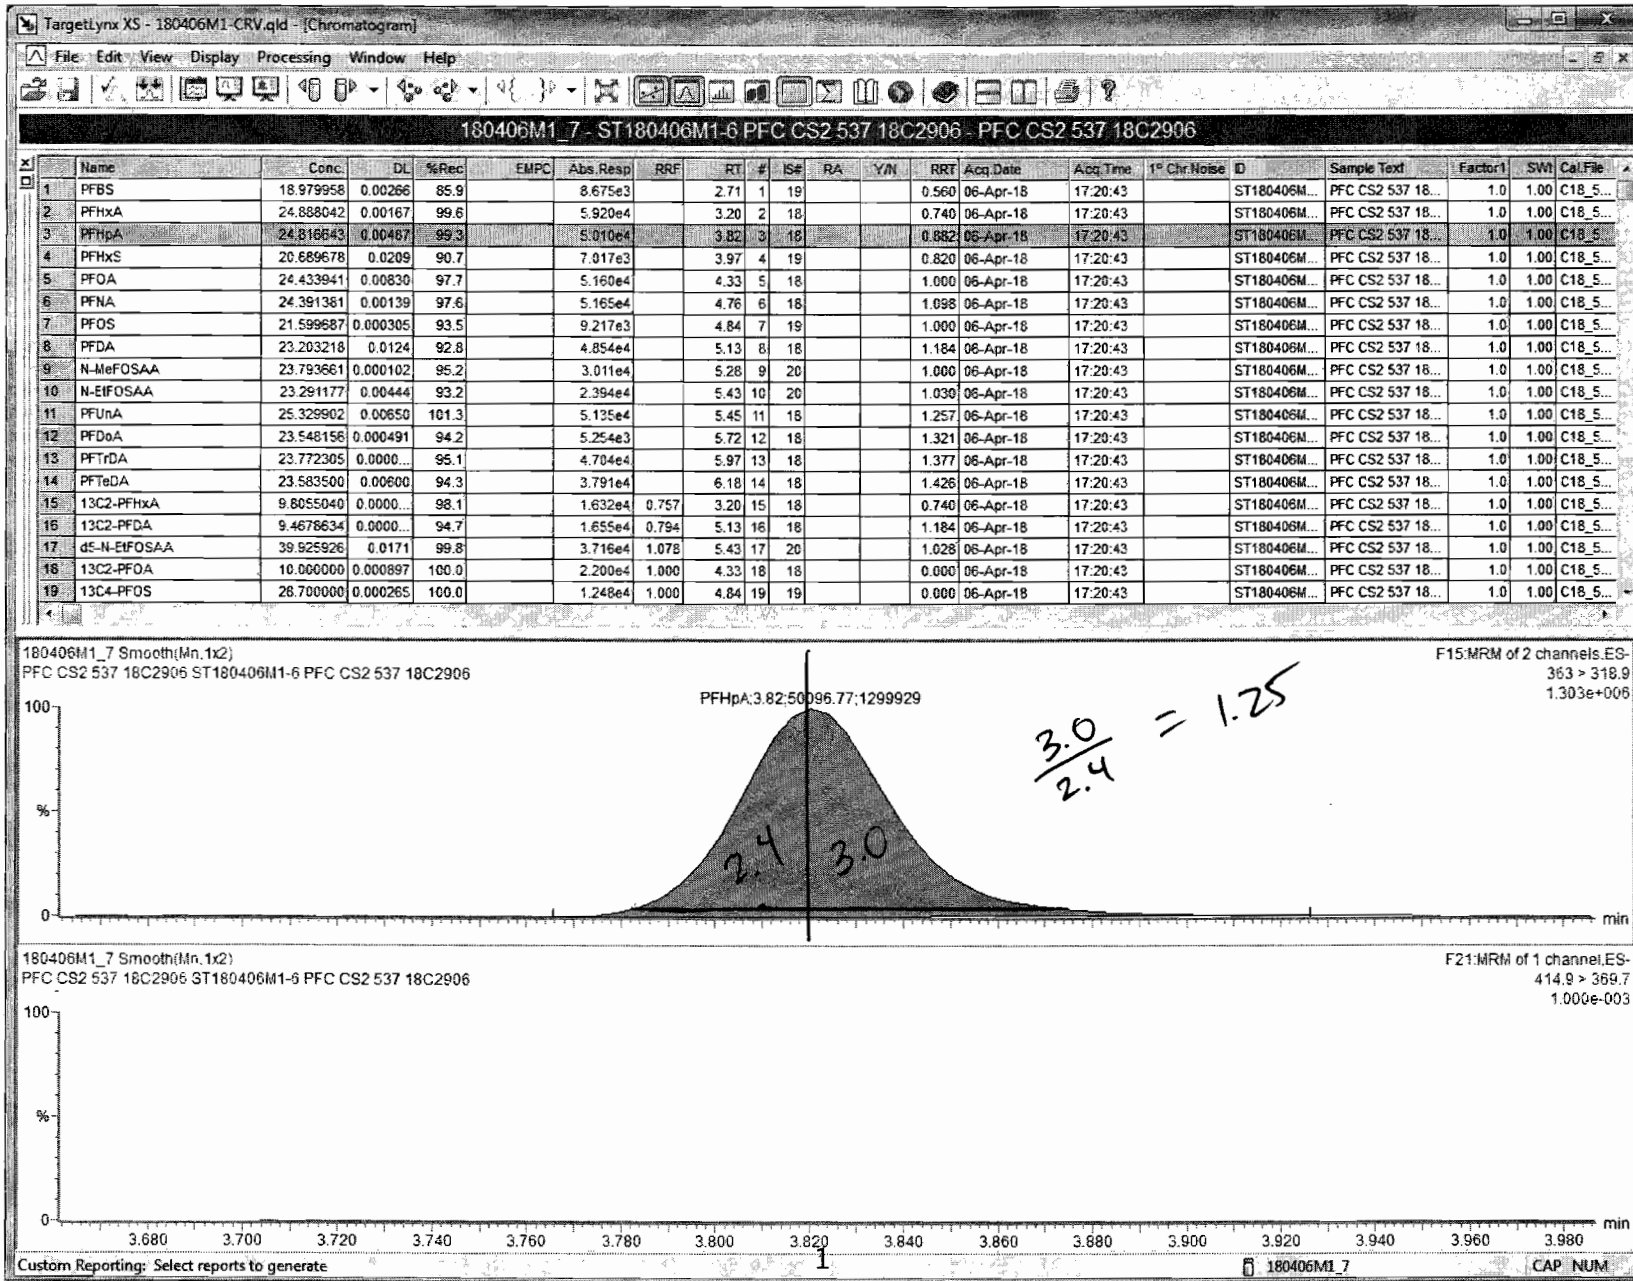 TargetLynx XS - 180406M1-CRV.qld - [Chromatogram]
File Edit View Display Processing Window Help
180406M1_7 - ST180406M1-6 PFC CS2 537 18C2906 - PFC CS2 537 18C2906
Name Conc. DL %Rec EMPC Abs.Resp RRF RT # IS# RA Y/N RRT Acq.Date Acq.Time 1° Chr.Noise ID Sample Text Factor1 SWt Cal.File
1 PFBS 18.979958 0.00266 85.9 8.675e3 2.71 1 19 0.560 06-Apr-18 17:20:43 ST180406M... PFC CS2 537 18... 1.0 1.00 C18_5...
2 PFHxA 24.888042 0.00167 99.6 5.920e4 3.20 2 18 0.740 06-Apr-18 17:20:43 ST180406M... PFC CS2 537 18... 1.0 1.00 C18_5...
3 PFHpA 24.816643 0.00487 99.3 5.010e4 3.82 3 18 0.882 06-Apr-18 17:20:43 ST180406M... PFC CS2 537 18... 1.0 1.00 C18_5...
4 PFHxS 20.689678 0.0209 90.7 7.017e3 3.97 4 19 0.820 06-Apr-18 17:20:43 ST180406M... PFC CS2 537 18... 1.0 1.00 C18_5...
5 PFOA 24.433941 0.00830 97.7 5.160e4 4.33 5 18 1.000 06-Apr-18 17:20:43 ST180406M... PFC CS2 537 18... 1.0 1.00 C18_5...
6 PFNA 24.391381 0.00139 97.6 5.165e4 4.76 6 18 1.098 06-Apr-18 17:20:43 ST180406M... PFC CS2 537 18... 1.0 1.00 C18_5...
7 PFOS 21.599687 0.000305 93.5 9.217e3 4.84 7 19 1.000 06-Apr-18 17:20:43 ST180406M... PFC CS2 537 18... 1.0 1.00 C18_5...
8 PFDA 23.203218 0.0124 92.8 4.854e4 5.13 8 18 1.184 06-Apr-18 17:20:43 ST180406M... PFC CS2 537 18... 1.0 1.00 C18_5...
9 N-MeFOSAA 23.793661 0.000102 95.2 3.011e4 5.28 9 20 1.000 06-Apr-18 17:20:43 ST180406M... PFC CS2 537 18... 1.0 1.00 C18_5...
10 N-EtFOSAA 23.291177 0.00444 93.2 2.394e4 5.43 10 20 1.030 06-Apr-18 17:20:43 ST180406M... PFC CS2 537 18... 1.0 1.00 C18_5...
11 PFUnA 25.329902 0.00650 101.3 5.135e4 5.45 11 18 1.257 06-Apr-18 17:20:43 ST180406M... PFC CS2 537 18... 1.0 1.00 C18_5...
12 PFDoA 23.548156 0.000491 94.2 5.254e3 5.72 12 18 1.321 06-Apr-18 17:20:43 ST180406M... PFC CS2 537 18... 1.0 1.00 C18_5...
13 PFTrDA 23.772305 0.0000... 95.1 4.704e4 5.97 13 18 1.377 06-Apr-18 17:20:43 ST180406M... PFC CS2 537 18... 1.0 1.00 C18_5...
14 PFTeDA 23.583500 0.00600 94.3 3.791e4 6.18 14 18 1.426 06-Apr-18 17:20:43 ST180406M... PFC CS2 537 18... 1.0 1.00 C18_5...
15 13C2-PFHxA 9.8055040 0.0000... 98.1 1.632e4 0.757 3.20 15 18 0.740 06-Apr-18 17:20:43 ST180406M... PFC CS2 537 18... 1.0 1.00 C18_5...
16 13C2-PFDA 9.4678634 0.0000... 94.7 1.655e4 0.794 5.13 16 18 1.184 06-Apr-18 17:20:43 ST180406M... PFC CS2 537 18... 1.0 1.00 C18_5...
17 d5-N-EtFOSAA 39.925926 0.0171 99.8 3.716e4 1.078 5.43 17 20 1.028 06-Apr-18 17:20:43 ST180406M... PFC CS2 537 18... 1.0 1.00 C18_5...
18 13C2-PFOA 10.000000 0.000897 100.0 2.200e4 1.000 4.33 18 18 0.000 06-Apr-18 17:20:43 ST180406M... PFC CS2 537 18... 1.0 1.00 C18_5...
19 13C4-PFOS 28.700000 0.000265 100.0 1.248e4 1.000 4.84 19 19 0.000 06-Apr-18 17:20:43 ST180406M... PFC CS2 537 18... 1.0 1.00 C18_5...
180406M1_7 Smooth(Mn,1x2) F15:MRM of 2 channels,ES-
PFC CS2 537 18C2906 ST180406M1-6 PFC CS2 537 18C2906 363 > 318.9
1.303e+006
100 PFHpA;3.82;50096.77;1299929
3.0/2.4 = 1.25
%
2.4 3.0
0 min
180406M1_7 Smooth(Mn,1x2) F21:MRM of 1 channel,ES-
PFC CS2 537 18C2906 ST180406M1-6 PFC CS2 537 18C2906 414.9 > 369.7
1.000e-003
100
%
0 min
3.680 3.700 3.720 3.740 3.760 3.780 3.800 3.820 3.840 3.860 3.880 3.900 3.920 3.940 3.960 3.980
Custom Reporting: Select reports to generate 1 180406M1_7 CAP NUM